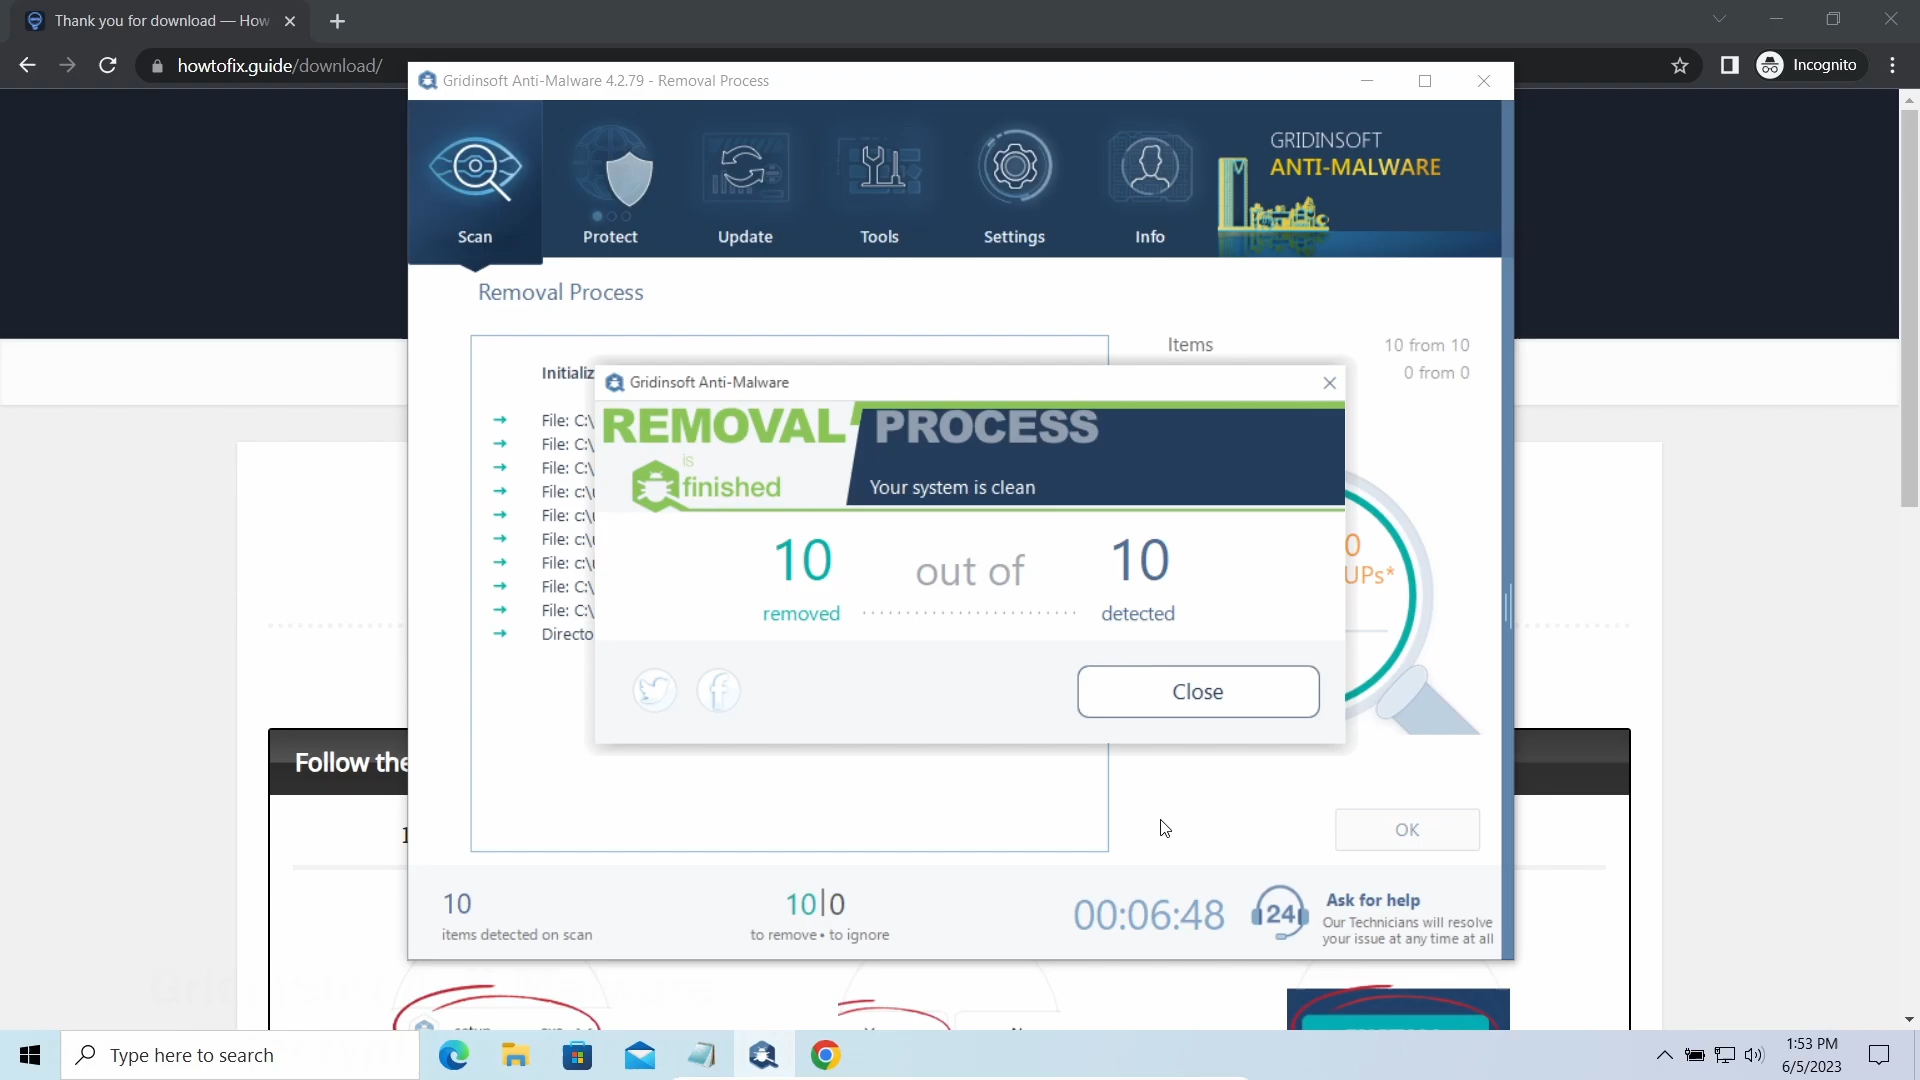 Thank you for download — How
howtofix.guide/download/
Incognito
Gridinsoft Anti-Malware 4.2.79 - Removal Process
GRIDINSOFT
ANTI-MALWARE
Scan
Protect
Update
Tools
Settings
Info
Removal Process
Items
10 from 10
0 from 0
Initializ
File: C:\
File: C:\
File: C:\
File: c:\u
File: c:\u
File: c:\u
File: c:\u
File: C:\
File: C:\
Directo
Gridinsoft Anti-Malware
REMOVAL PROCESS
is
finished
Your system is clean
10
out of
10
removed
detected
Close
0
UPs*
Follow the
1
OK
10
items detected on scan
10|0
to remove • to ignore
00:06:48
24
Ask for help
Our Technicians will resolve
your issue at any time at all
Type here to search
1:53 PM
6/5/2023